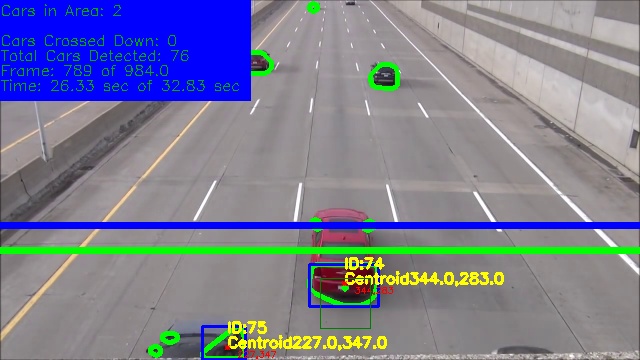 Cars in Area: 2
Cars Crossed Down: 0
Total Cars Detected: 76
Frame: 789 of 984.0
Time: 26.33 sec of 32.83 sec
ID:74
Centroid344.0,283.0
ID:75
Centroid227.0,347.0